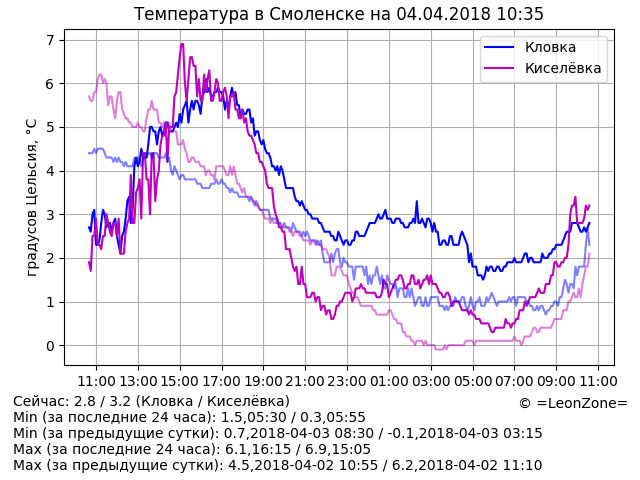 Температура в Смоленске на 04.04.2018 10:35
7
6
5
4
3
2
1
0
градусов Цельсия, °C
Кловка
Киселёвка
11:00 13:00 15:00 17:00 19:00 21:00 23:00 01:00 03:00 05:00 07:00 09:00 11:00
Сейчас: 2.8 / 3.2 (Кловка / Киселёвка)
© =LeonZone=
Min (за последние 24 часа): 1.5,05:30 / 0.3,05:55
Min (за предыдущие сутки): 0.7,2018-04-03 08:30 / -0.1,2018-04-03 03:15
Max (за последние 24 часа): 6.1,16:15 / 6.9,15:05
Max (за предыдущие сутки): 4.5,2018-04-02 10:55 / 6.2,2018-04-02 11:10